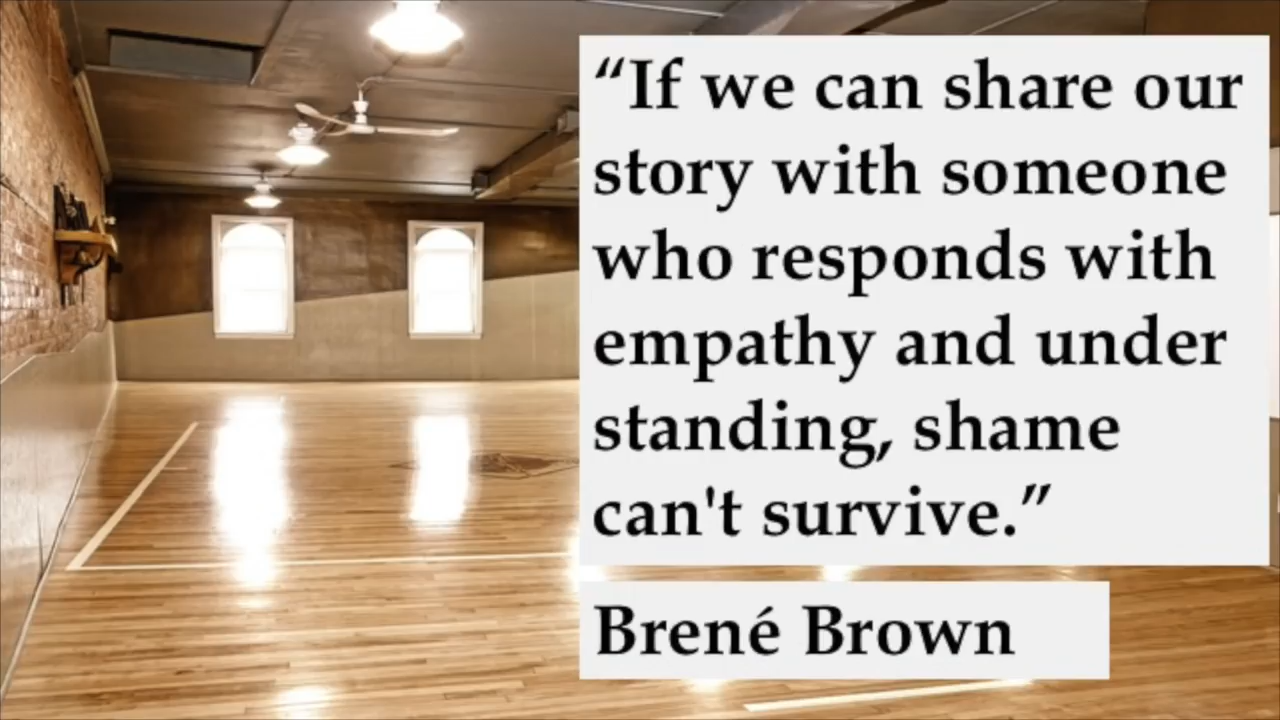 “If we can share our
story with someone
who responds with
empathy and under
standing, shame
can't survive.”
Brené Brown